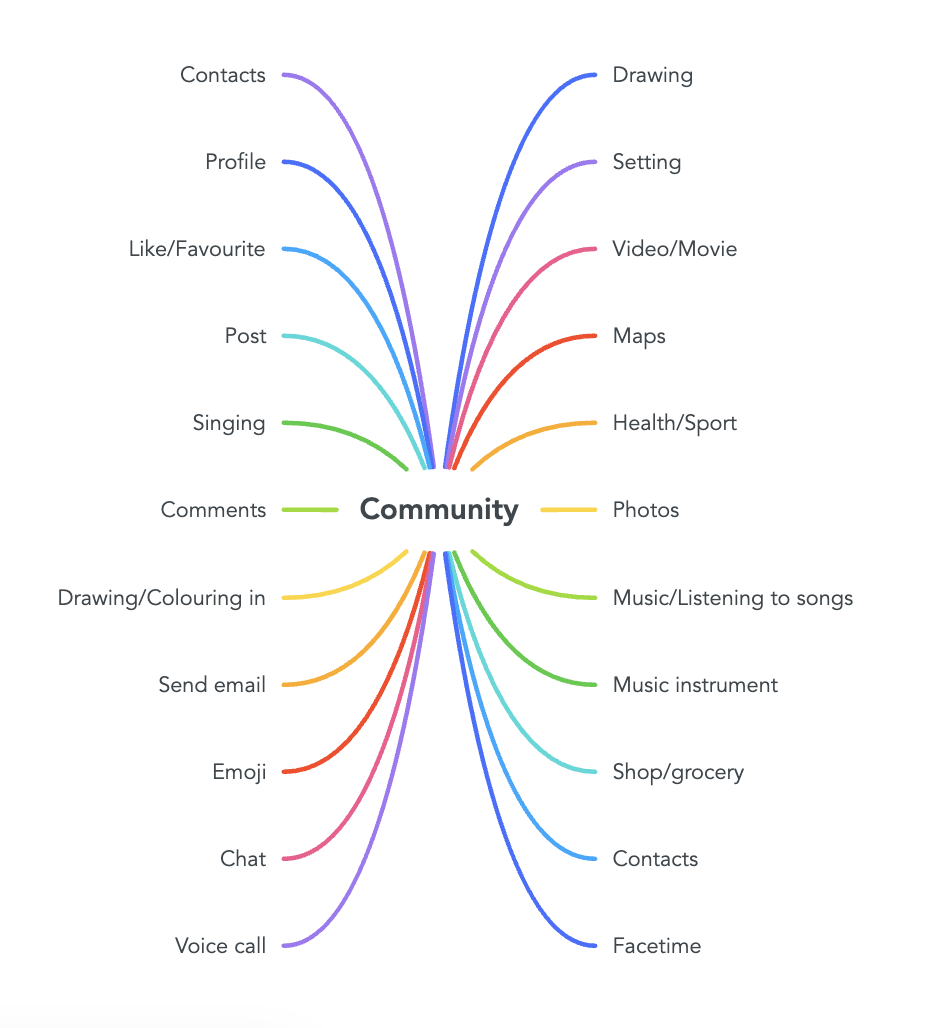 Contacts
Drawing
Profile
Setting
Like/Favourite
Video/Movie
Post
Maps
Singing
Health/Sport
Comments
Community
Photos
Drawing/Colouring in
Music/Listening to songs
Send email
Music instrument
Emoji
Shop/grocery
Chat
Contacts
Voice call
Facetime